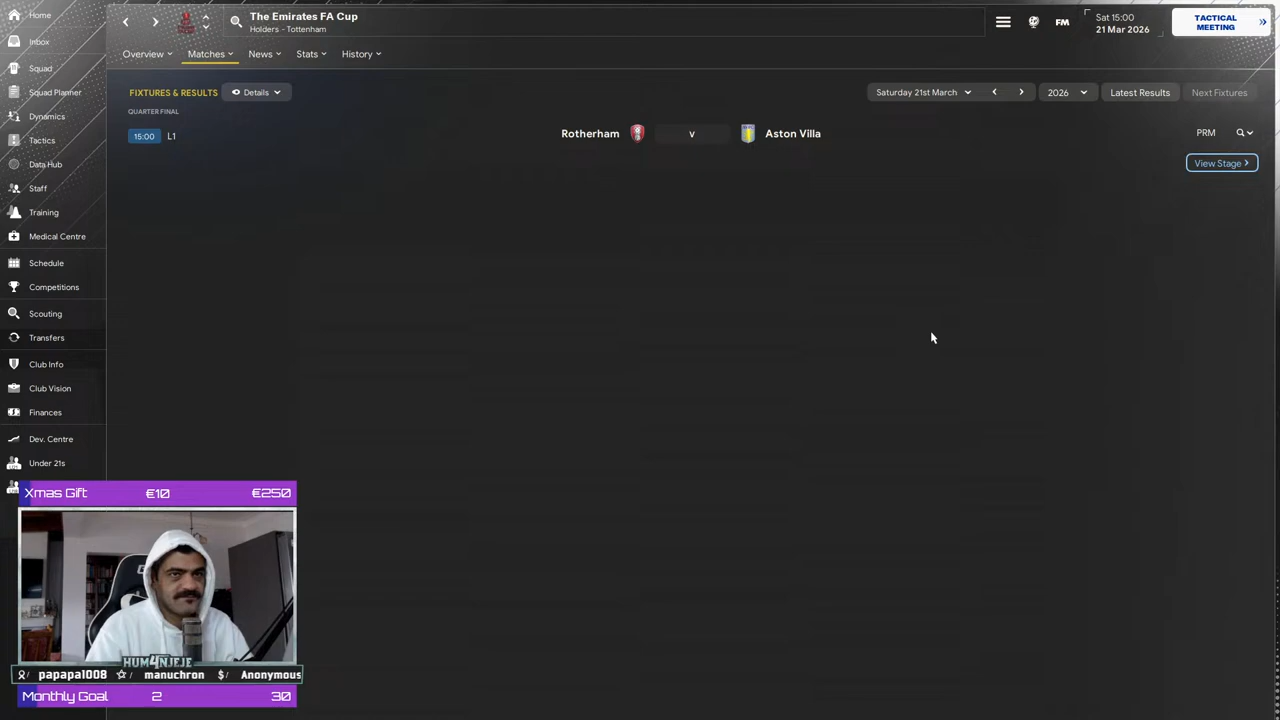 Home
Inbox
Squad
Squad Planner
Dynamics
Tactics
Data Hub
Staff
Training
Medical Centre
Schedule
Competitions
Scouting
Transfers
Club Info
Club Vision
Finances
Dev. Centre
Under 21s
The Emirates FA Cup
Holders - Tottenham
FM
Sat 15:00
21 Mar 2026
TACTICAL
MEETING
Overview
Matches
News
Stats
History
FIXTURES & RESULTS
Details
Saturday 21st March
2026
Latest Results
Next Fixtures
QUARTER FINAL
15:00 L1
Rotherham v Aston Villa
PRM
View Stage
Xmas Gift €10 €250
HUM4NJEJE
/ papapa1008 / manuchron $/ Anonymous
Monthly Goal 2 30